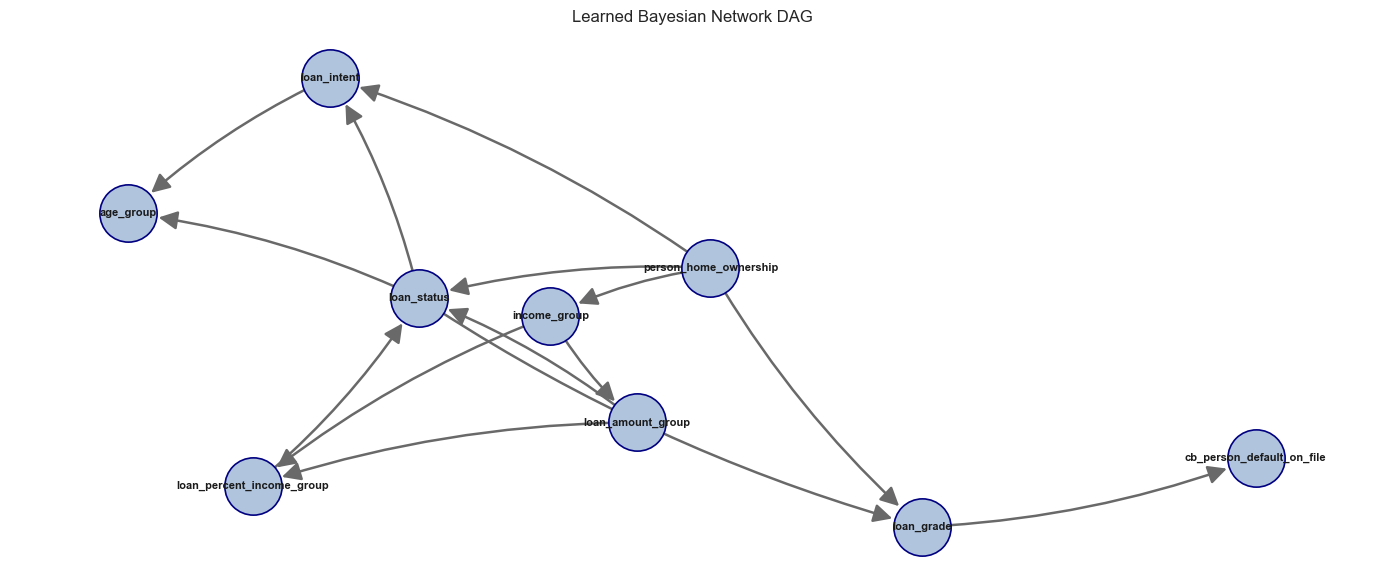 Learned Bayesian Network DAG
loan_intent
age_group
person_home_ownership
loan_status
income_group
loan_amount_group
cb_person_default_on_file
loan_percent_income_group
loan_grade